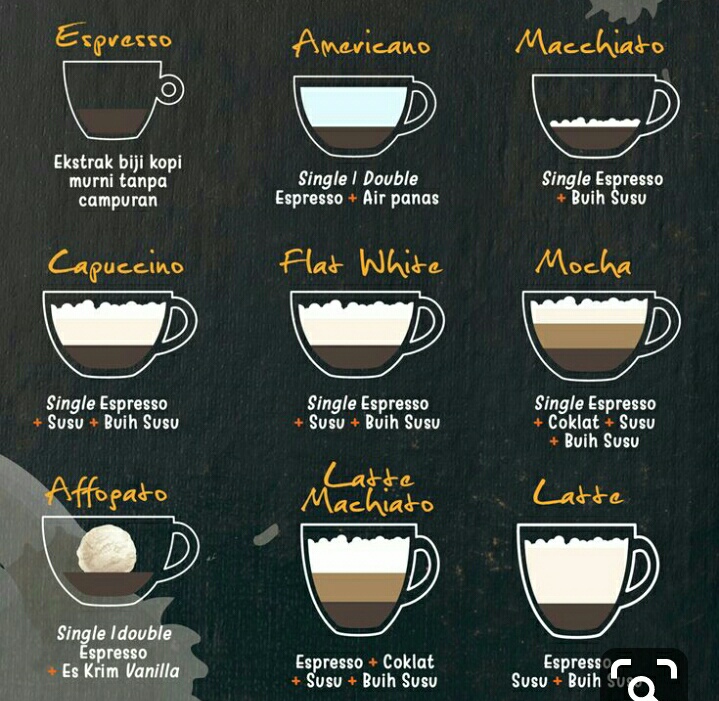 Espresso
Americano
Macchiato
Ekstrak biji kopi
murni tanpa
campuran
Single | Double
Espresso + Air panas
Single Espresso
+ Buih Susu
Capuccino
Flat White
Mocha
Single Espresso
+ Susu + Buih Susu
Single Espresso
+ Susu + Buih Susu
Single Espresso
+ Coklat + Susu
+ Buih Susu
Affogato
Latte
Machiato
Latte
Single | double
Espresso
+ Es Krim Vanilla
Espresso + Coklat
+ Susu + Buih Susu
Espresso
Susu + Buih